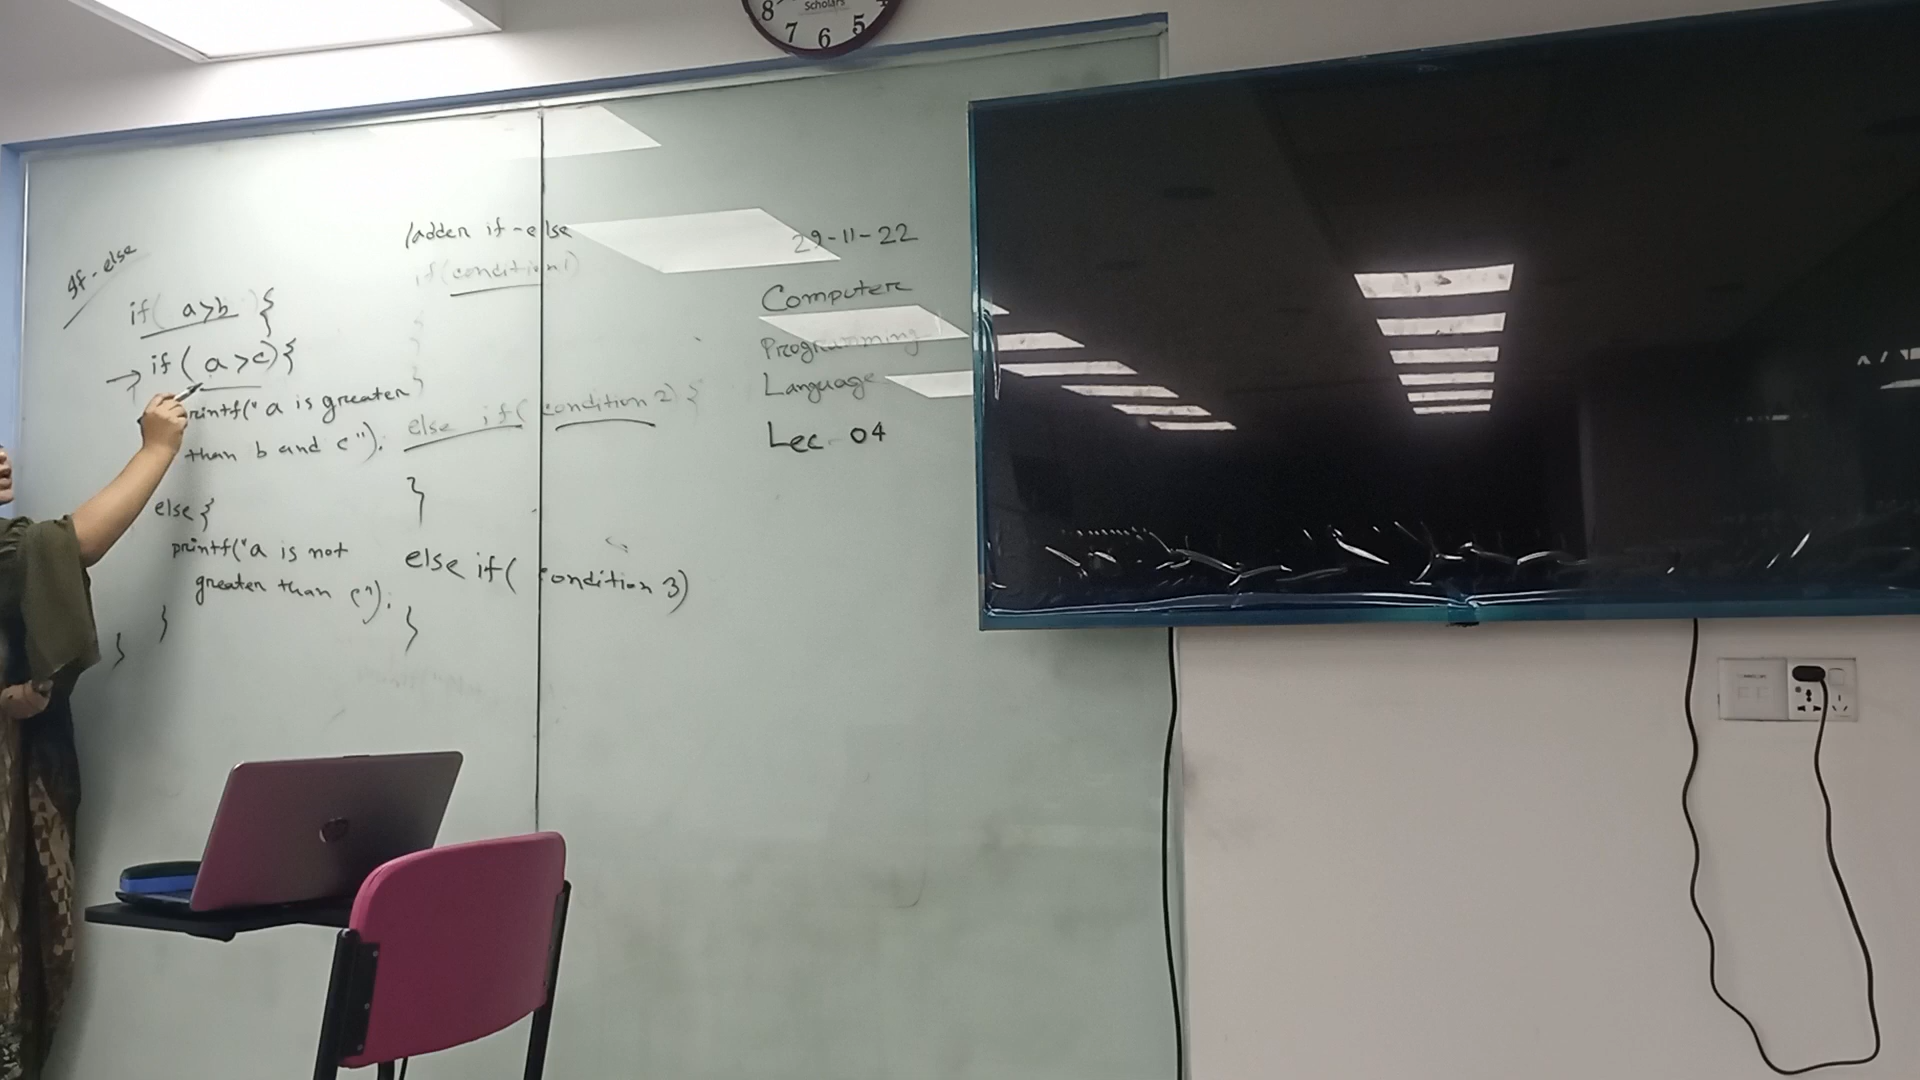 8 7 6 5
Scholars
If-else
if( a>b ){
→ if( a>c){
printf("a is greater
than b and c");
else{
printf("a is not
greater than c");
}
}
ladder if-else
if(condition1)
}
else if( condition 2) {
}
else if( condition 3)
}
29-11-22
Computer
Programming
Language
Lec. 04